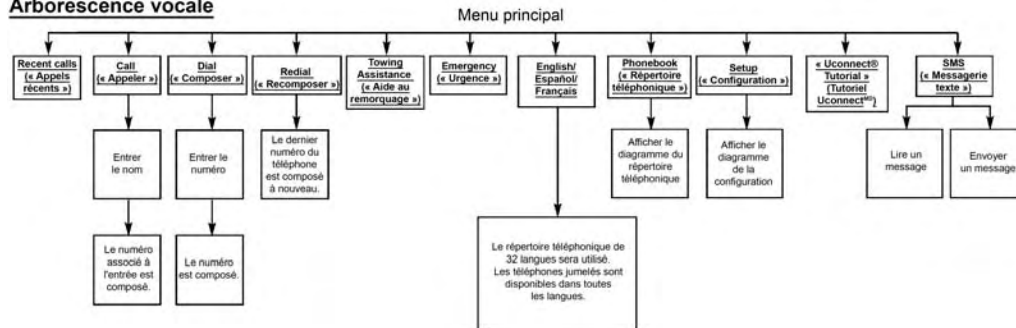 Arborescence vocale
Menu principal
Recent calls
(« Appels
récents »)
Call
(« Appeler »)
Dial
(« Composer »)
Redial
(« Recomposer »)
Towing
Assistance
(« Aide au
remorquage »)
Emergency
(« Urgence »)
English/
Español/
Français
Phonebook
(« Répertoire
téléphonique »)
Setup
(« Configuration »)
« Uconnect®
Tutorial »
(Tutoriel
Uconnectᴹᴰ)
SMS
(« Messagerie
texte »)
Entrer
le nom
Entrer le
numéro
Le dernier
numéro du
téléphone
est composé
à nouveau.
Afficher le
diagramme du
répertoire
téléphonique
Afficher le
diagramme
de la
configuration
Lire un
message
Envoyer
un message
Le numéro
associé à
l'entrée est
composé.
Le numéro
est composé.
Le répertoire téléphonique de
32 langues sera utilisé.
Les téléphones jumelés sont
disponibles dans toutes
les langues.